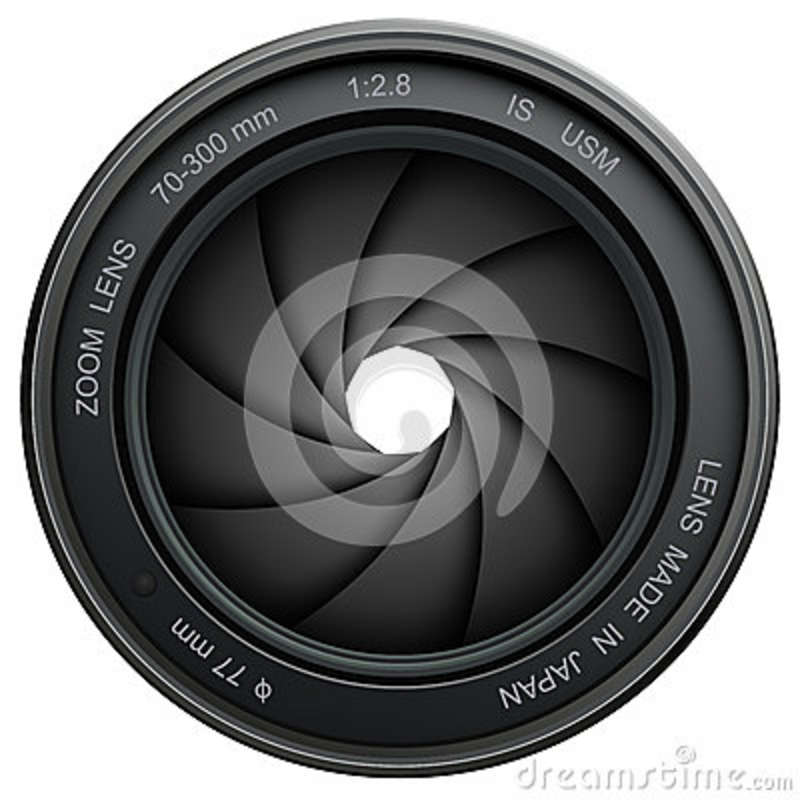 ZOOM LENS
70-300 mm
1:2.8
IS USM
LENS MADE IN JAPAN
ϕ 77 mm
dreamstime.com